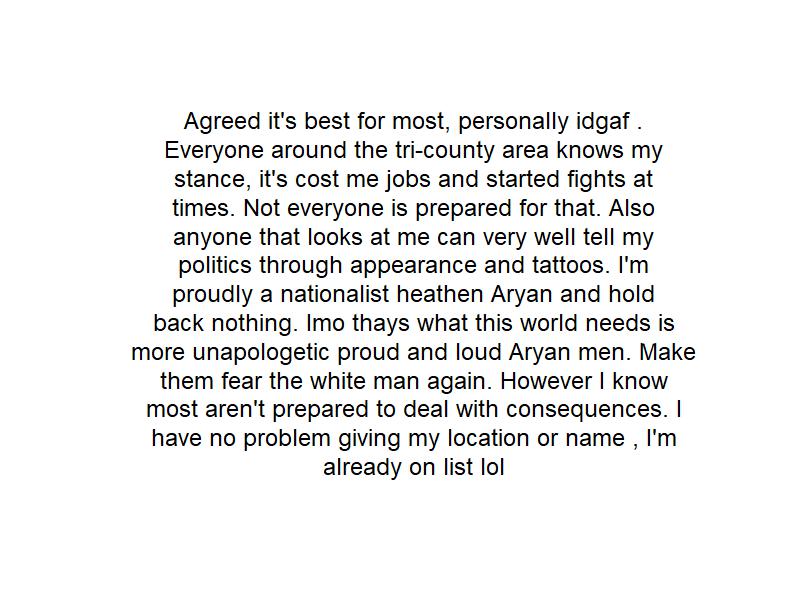 Agreed it's best for most, personally idgaf .
Everyone around the tri-county area knows my
stance, it's cost me jobs and started fights at
times. Not everyone is prepared for that. Also
anyone that looks at me can very well tell my
politics through appearance and tattoos. I'm
proudly a nationalist heathen Aryan and hold
back nothing. Imo thays what this world needs is
more unapologetic proud and loud Aryan men. Make
them fear the white man again. However I know
most aren't prepared to deal with consequences. I
have no problem giving my location or name , I'm
already on list lol